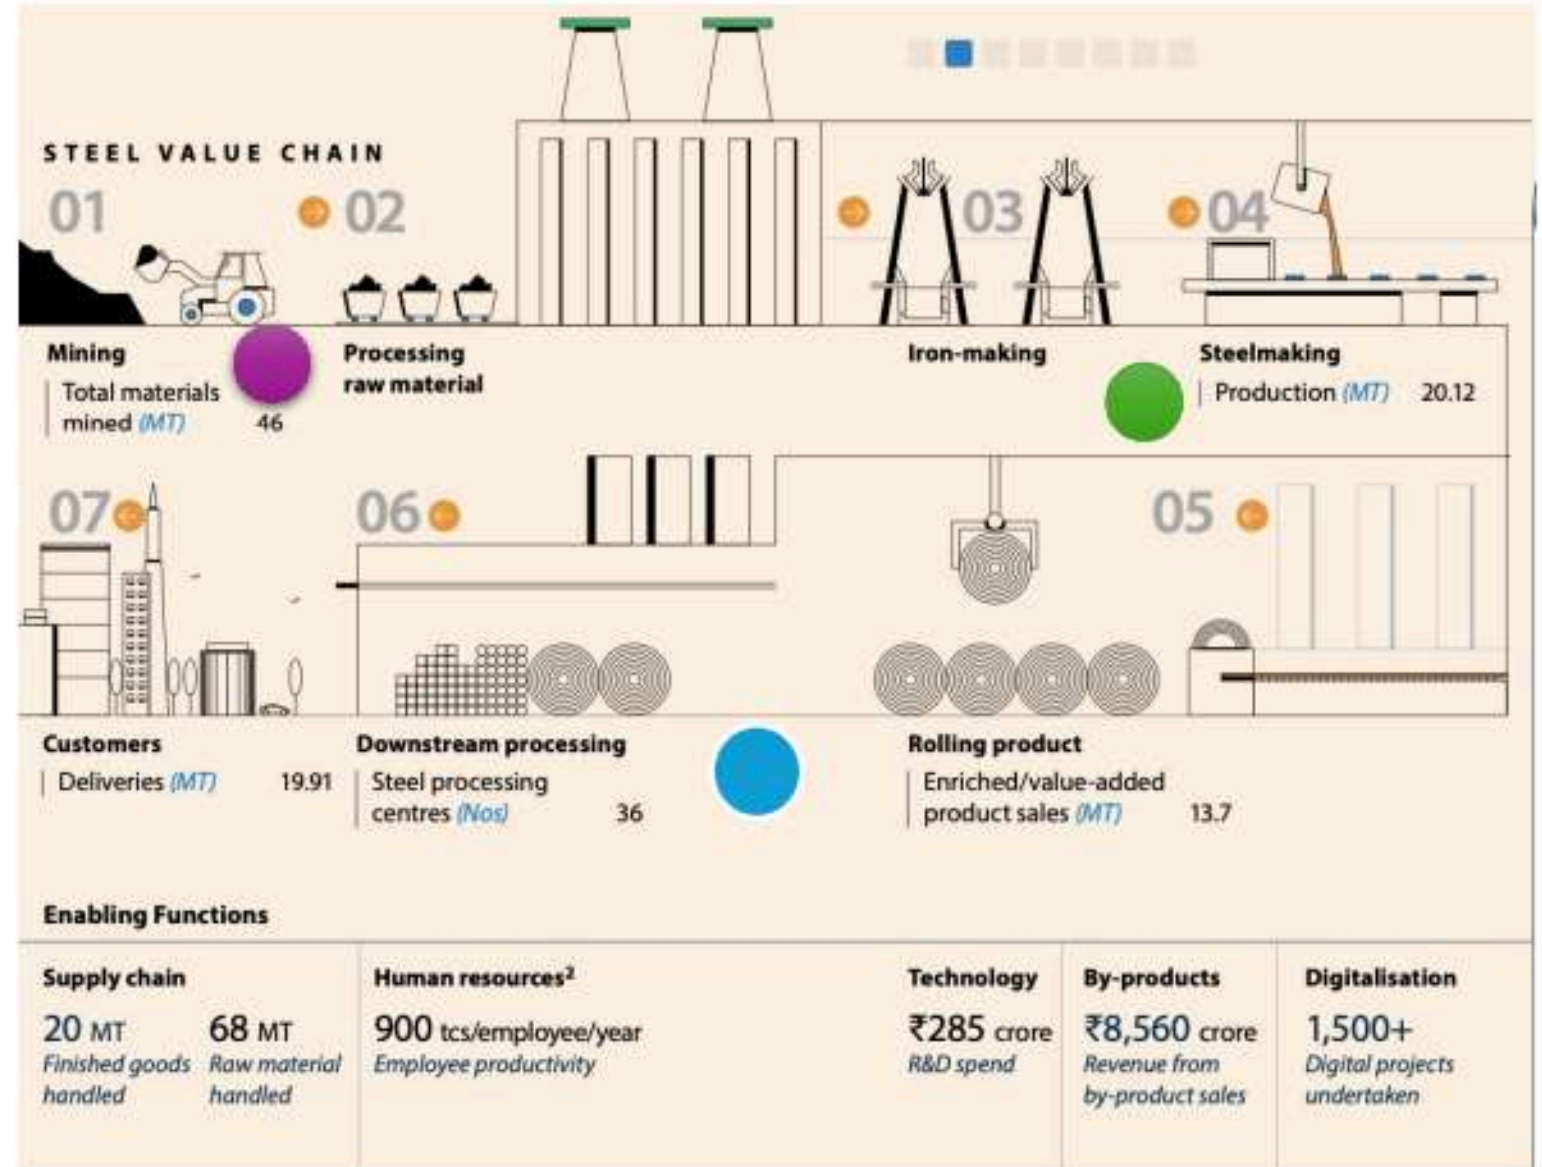 STEEL VALUE CHAIN
01
02
03
04
Mining
Total materials
mined (MT) 46
Processing
raw material
Iron-making
Steelmaking
Production (MT) 20.12
07
06
05
Customers
Deliveries (MT) 19.91
Downstream processing
Steel processing
centres (Nos) 36
Rolling product
Enriched/value-added
product sales (MT) 13.7
Enabling Functions
Supply chain
20 MT
Finished goods
handled
68 MT
Raw material
handled
Human resources²
900 tcs/employee/year
Employee productivity
Technology
₹285 crore
R&D spend
By-products
₹8,560 crore
Revenue from
by-product sales
Digitalisation
1,500+
Digital projects
undertaken